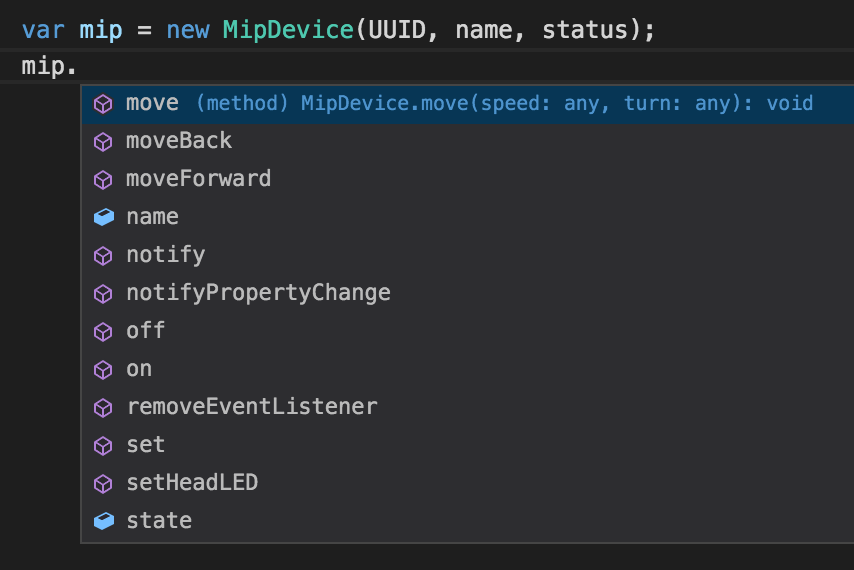 var mip = new MipDevice(UUID, name, status);
mip.
move (method) MipDevice.move(speed: any, turn: any): void
moveBack
moveForward
name
notify
notifyPropertyChange
off
on
removeEventListener
set
setHeadLED
state